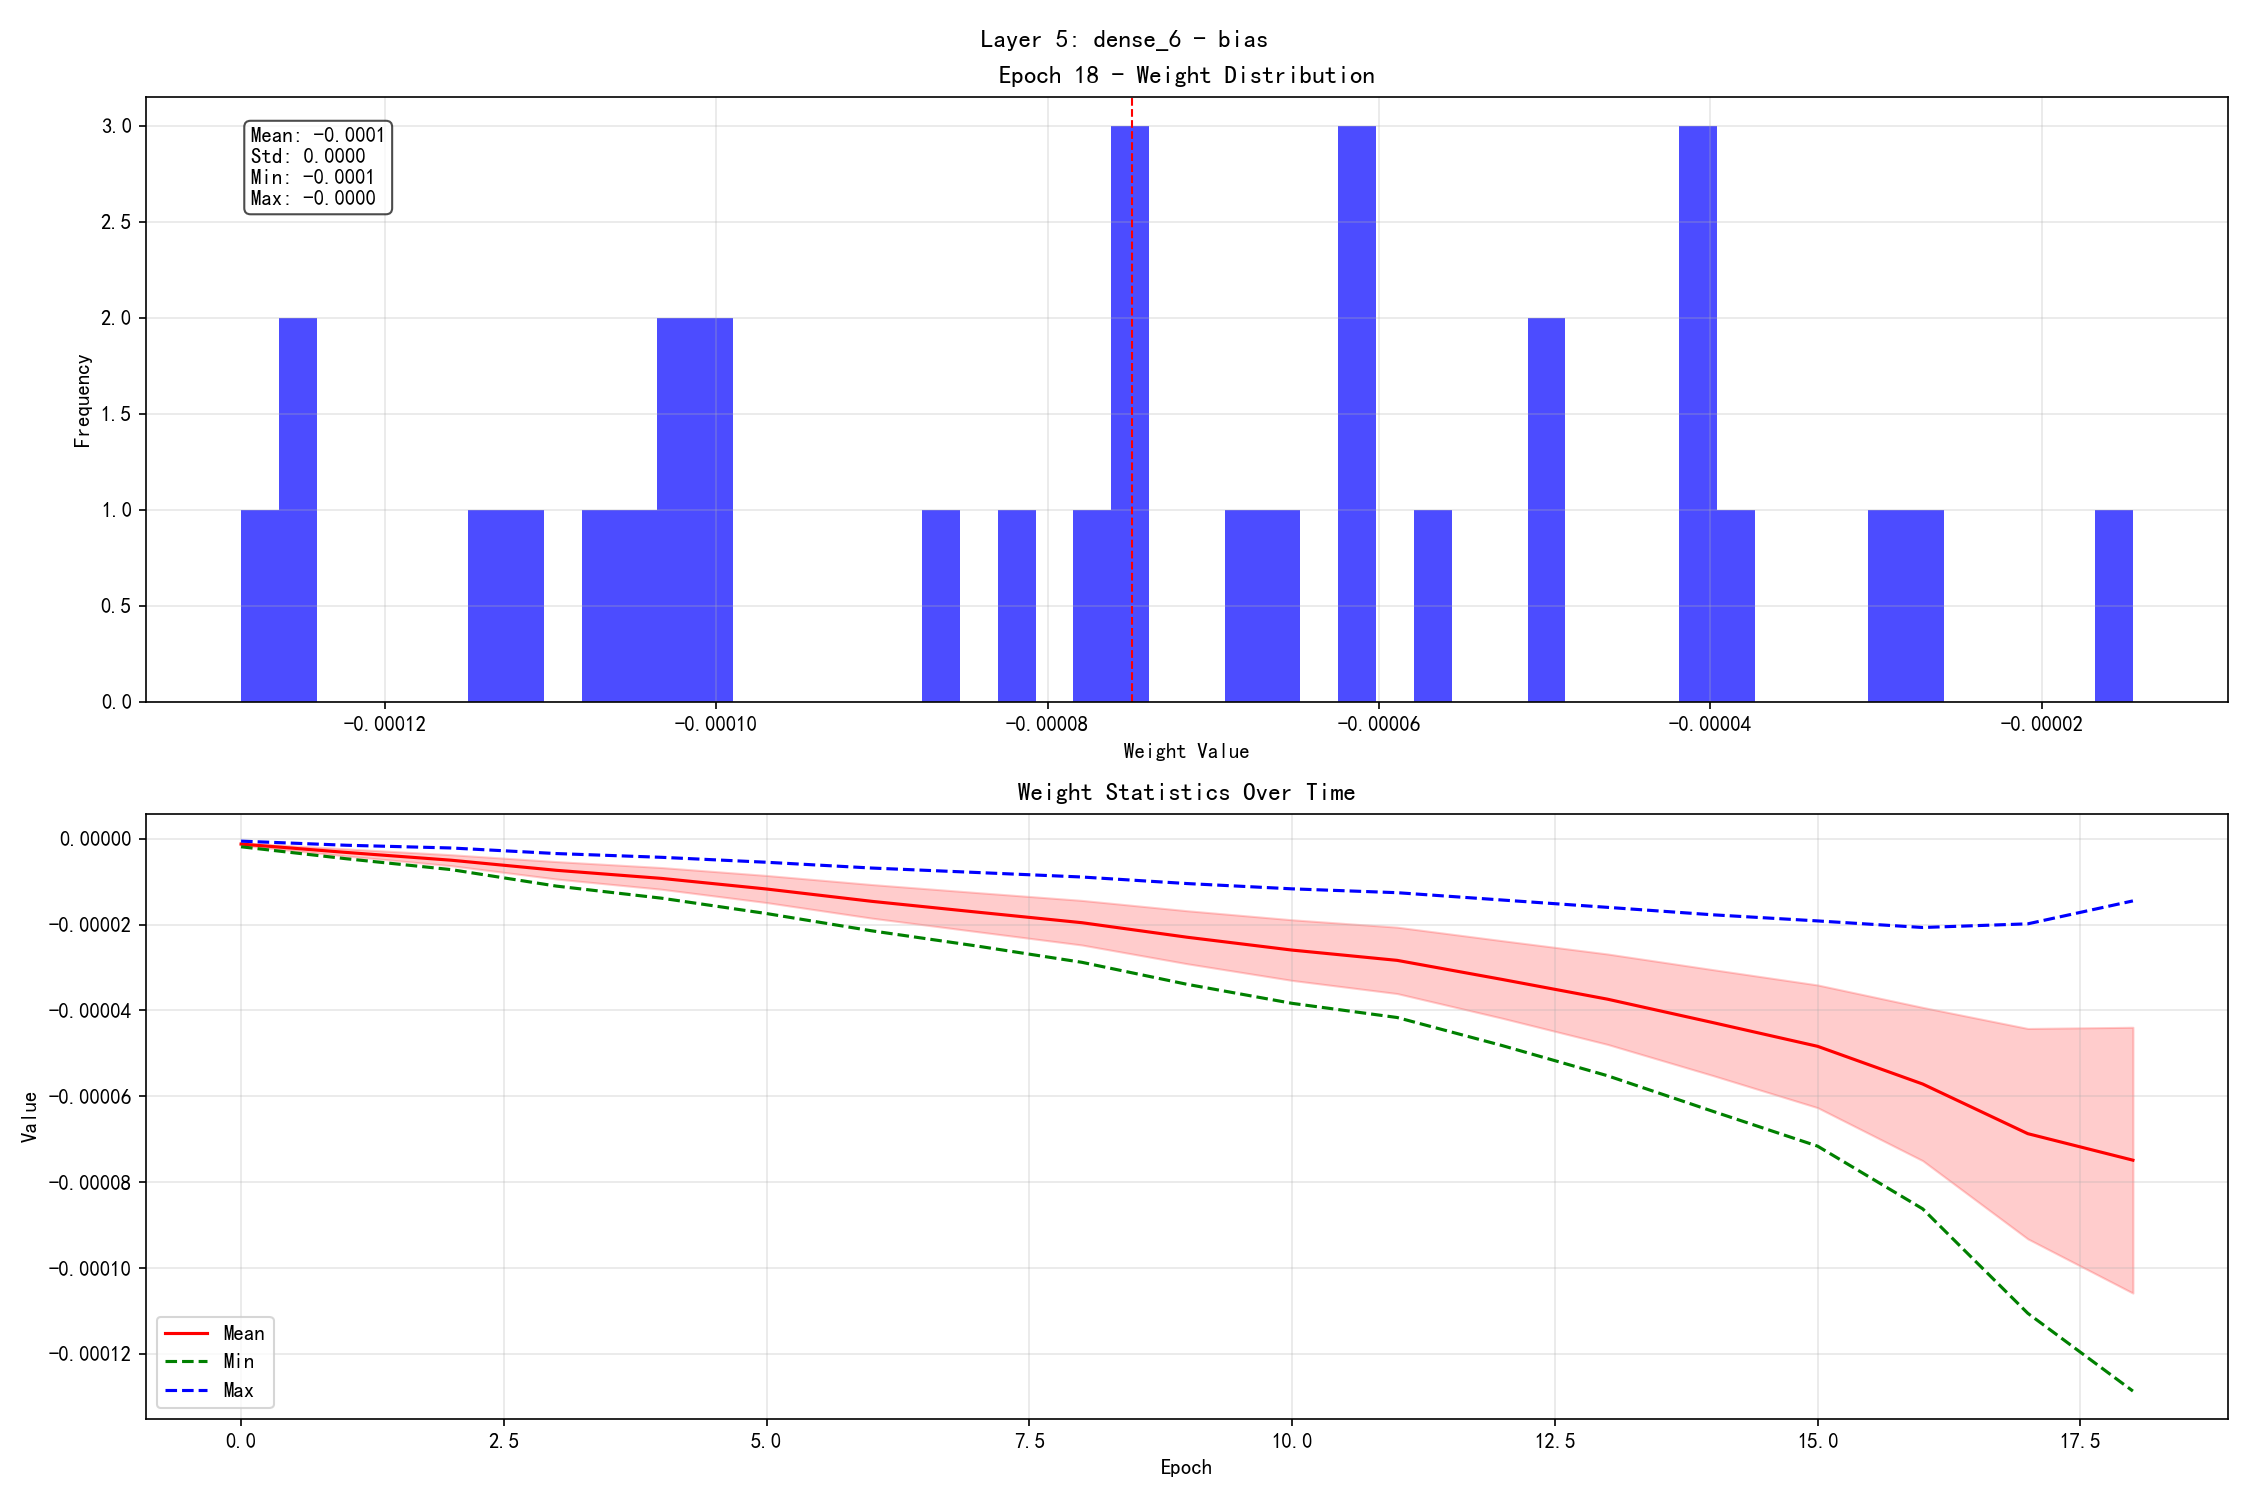 Layer 5: dense_6 - bias
Epoch 18 - Weight Distribution
Mean: -0.0001
Std: 0.0000
Min: -0.0001
Max: -0.0000
3.0
2.5
2.0
1.5
1.0
0.5
0.0
Frequency
-0.00012 -0.00010 -0.00008 -0.00006 -0.00004 -0.00002
Weight Value
Weight Statistics Over Time
0.00000
-0.00002
-0.00004
-0.00006
-0.00008
-0.00010
-0.00012
Value
Mean
Min
Max
0.0 2.5 5.0 7.5 10.0 12.5 15.0 17.5
Epoch